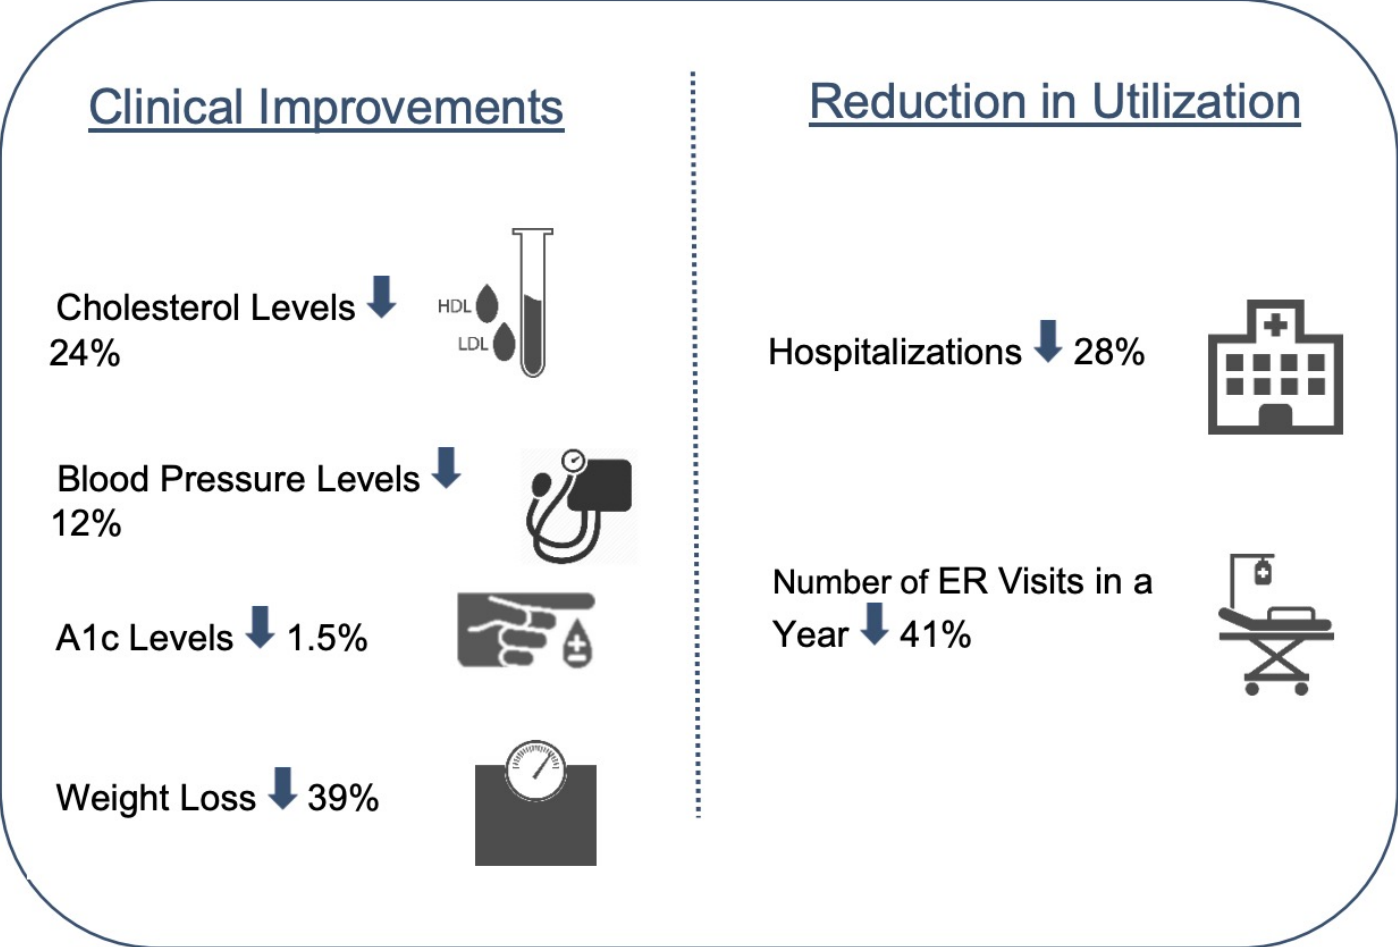 Clinical Improvements
Cholesterol Levels
24%
HDL
LDL
Blood Pressure Levels
12%
A1c Levels 1.5%
Weight Loss 39%
Reduction in Utilization
Hospitalizations 28%
Number of ER Visits in a
Year 41%